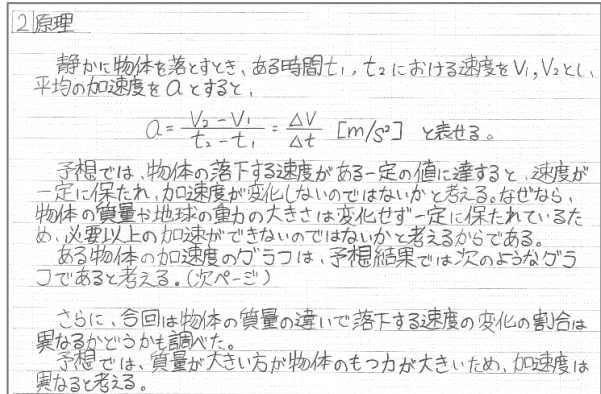 2 原理
静かに物体を落とすとき、ある時間t₁, t₂における速度をV₁, V₂とし、
平均の加速度をaとすると、
a = (V₂ - V₁)/(t₂ - t₁) = ΔV/Δt [m/s²] と表せる。
予想では、物体の落下する速度がある一定の値に達すると、速度が
一定に保たれ、加速度が変化しないのではないかと考える。なぜなら、
物体の質量や地球の重力の大きさは変化せず一定に保たれているた
め、必要以上の加速ができないのではないかと考えるからである。
ある物体の加速度のグラフは、予想結果では次のようなグラ
フであると考える。(次ページ)
さらに、今回は物体の質量の違いで落下する速度の変化の割合は
異なるかどうかも調べた。
予想では、質量が大きい方が物体のもつ力が大きいため、加速度は
異なると考える。